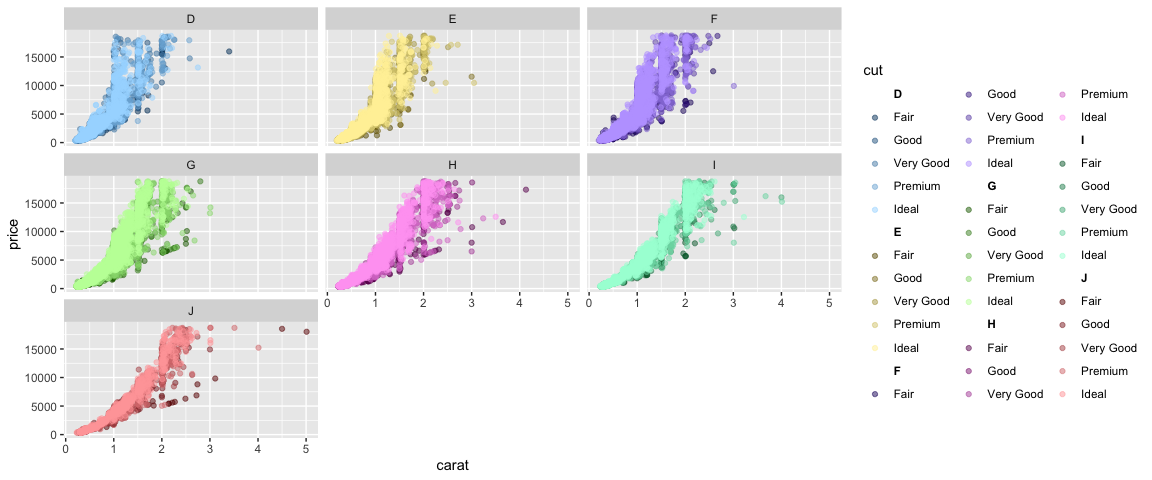 D
E
F
15000
10000
5000
0
G
H
I
15000
10000
5000
0
0 1 2 3 4 5
0 1 2 3 4 5
J
15000
10000
5000
0
0 1 2 3 4 5
price
carat
cut
D
Fair
Good
Very Good
Premium
Ideal
E
Fair
Good
Very Good
Premium
Ideal
F
Fair
Good
Very Good
Premium
Ideal
G
Fair
Good
Very Good
Premium
Ideal
H
Fair
Good
Very Good
Premium
Ideal
I
Fair
Good
Very Good
Premium
Ideal
J
Fair
Good
Very Good
Premium
Ideal